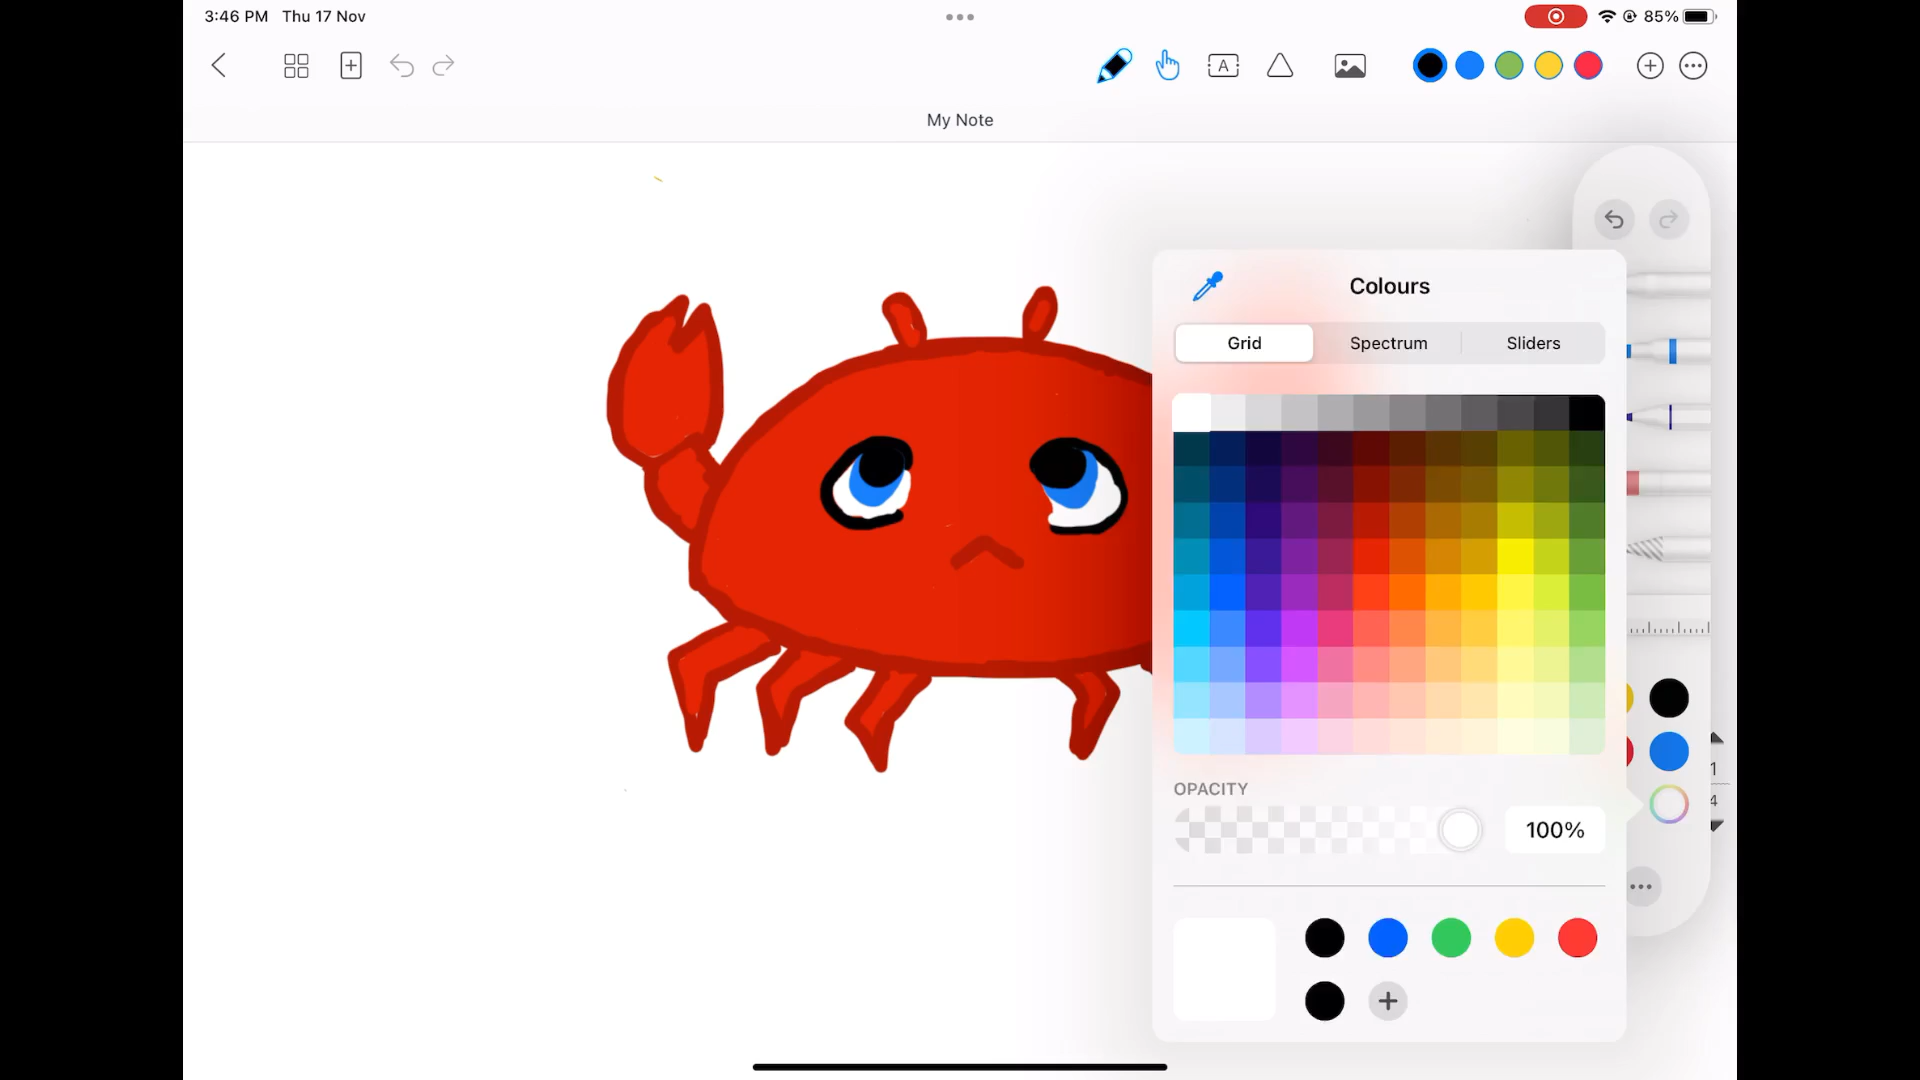 3:46 PM Thu 17 Nov
85%
A
My Note
Colours
Grid Spectrum Sliders
OPACITY
100%
1
4